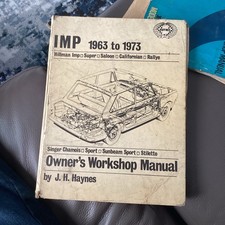 IMP 1963 to 1973
Hillman Imp □ Super □ Saloon □ Californian □ Rallye
Singer Chamois □ Sport □ Sunbeam Sport □ Stiletto
Owner's Workshop Manual
by J. H. Haynes